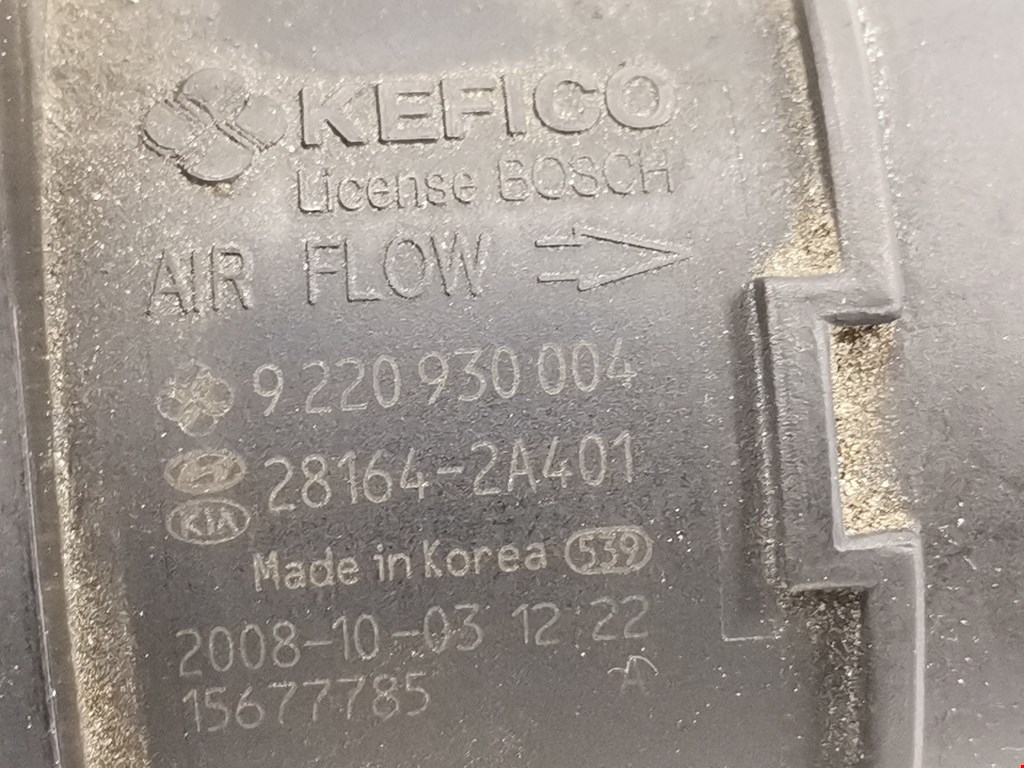 KEFICO
License BOSCH
AIR FLOW
9 220 930 004
28164-2A401
KIA
Made in Korea 539
2008-10-03 12:22
15677785